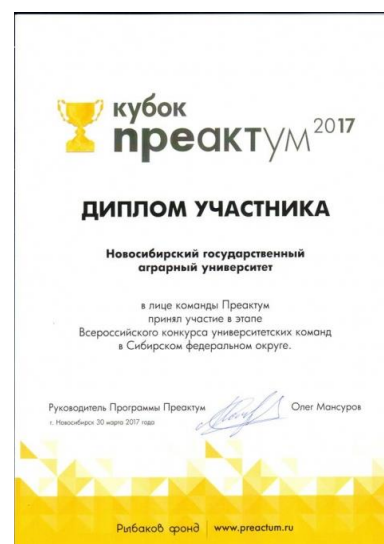 кубок
преактум 2017
ДИПЛОМ УЧАСТНИКА
Новосибирский государственный
аграрный университет
в лице команды Преактум
принял участие в этапе
Всероссийского конкурса университетских команд
в Сибирском федеральном округе.
Руководитель Программы Преактум Олег Мансуров
г. Новосибирск 30 марта 2017 года
Рыбаков фонд | www.preactum.ru